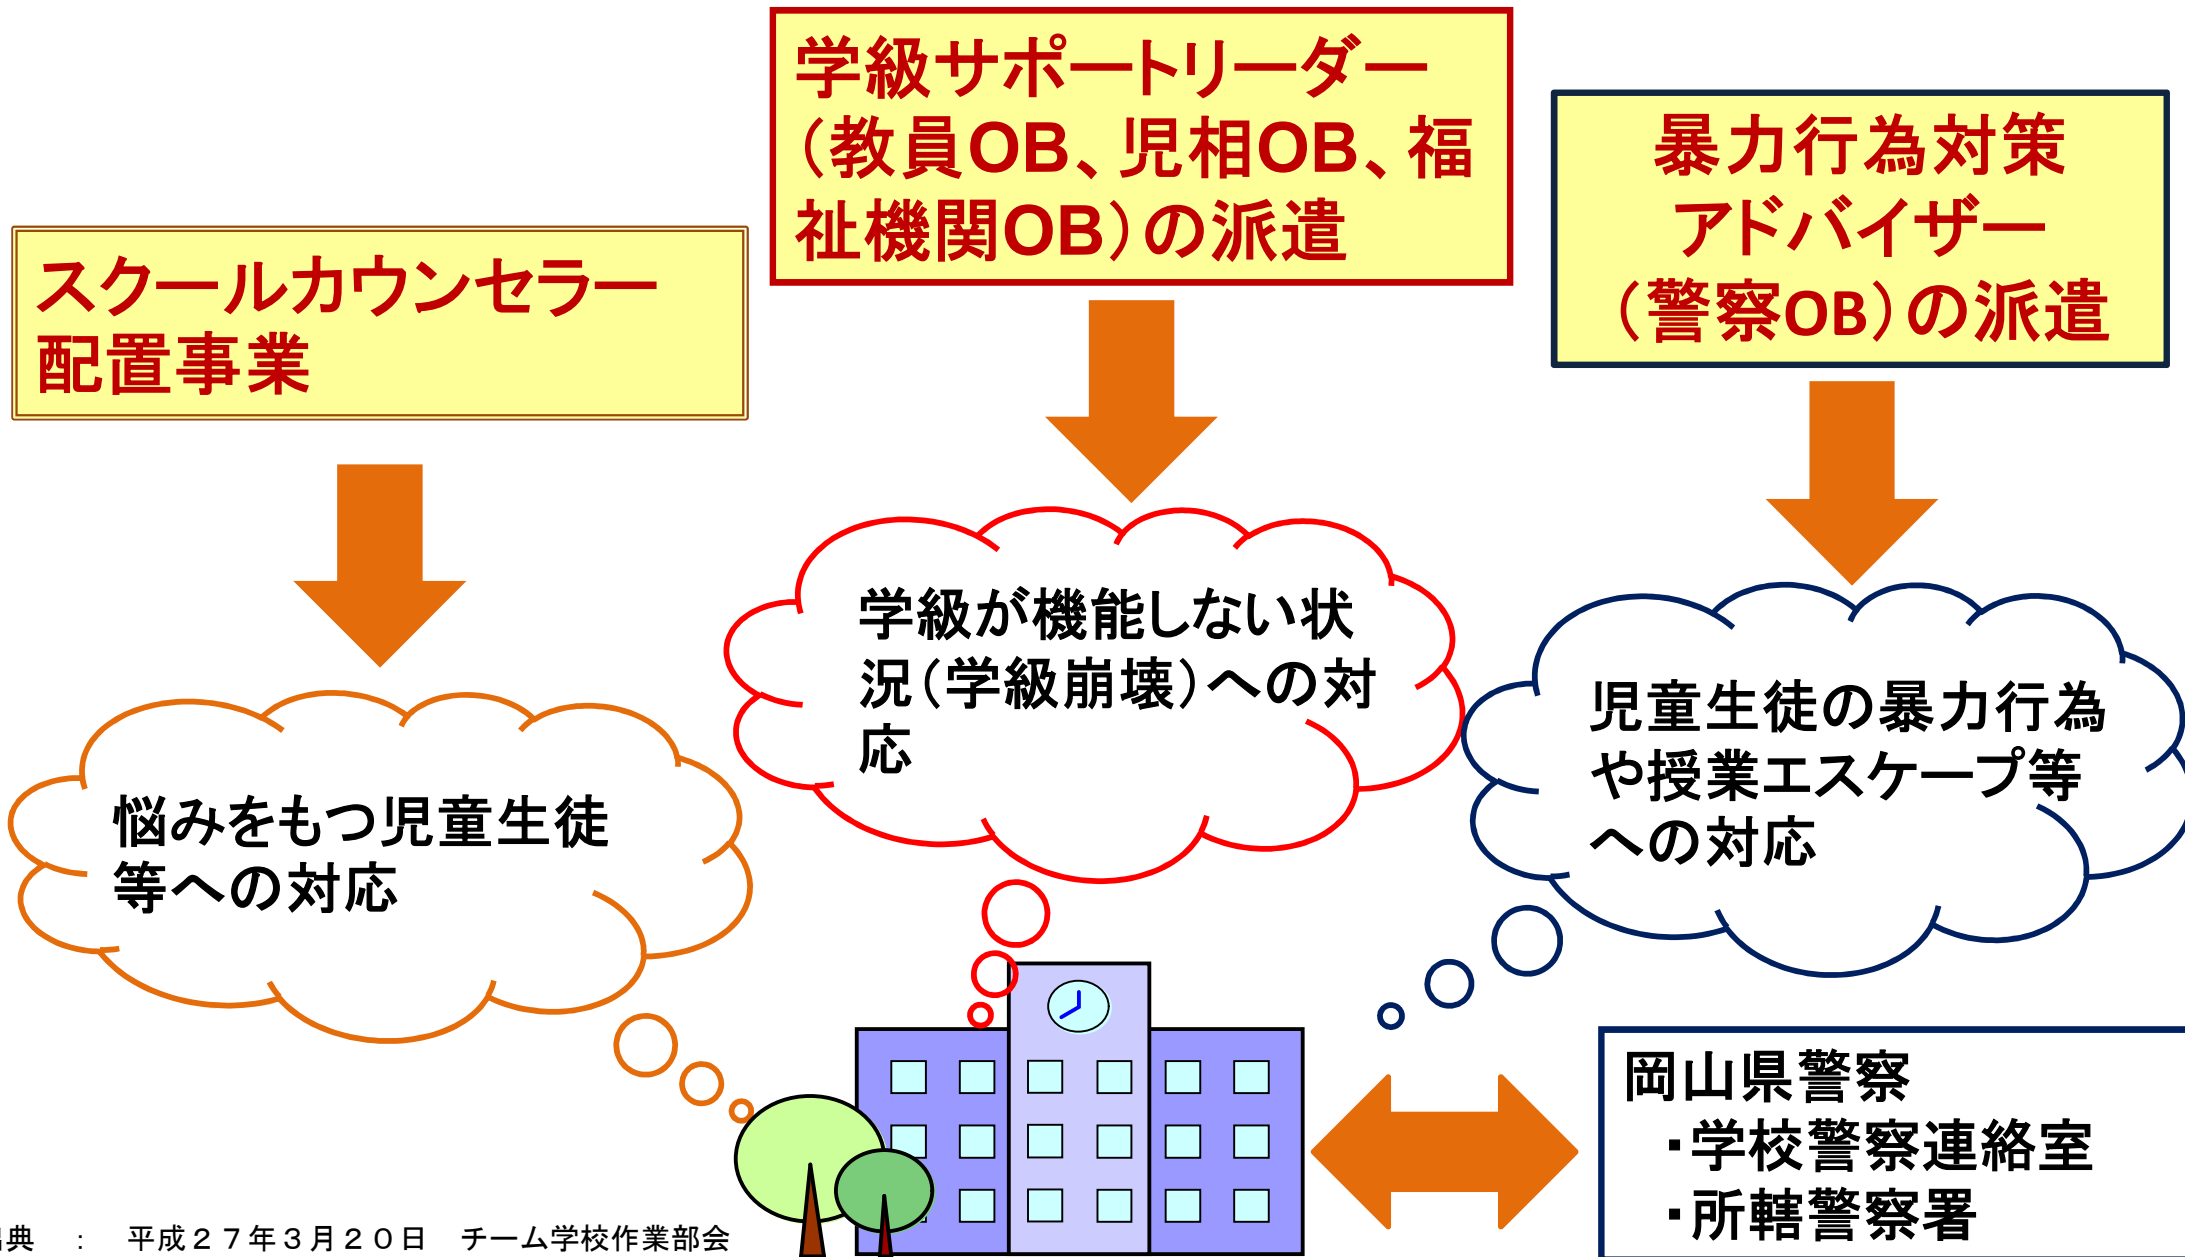 学級サポートリーダー
（教員OB、児相OB、福
祉機関OB）の派遣
暴力行為対策
アドバイザー
（警察OB）の派遣
スクールカウンセラー
配置事業
学級が機能しない状
況（学級崩壊）への対
応
児童生徒の暴力行為
や授業エスケープ等
への対応
悩みをもつ児童生徒
等への対応
岡山県警察
・学校警察連絡室
・所轄警察署
出典　：　平成２７年３月２０日　チーム学校作業部会